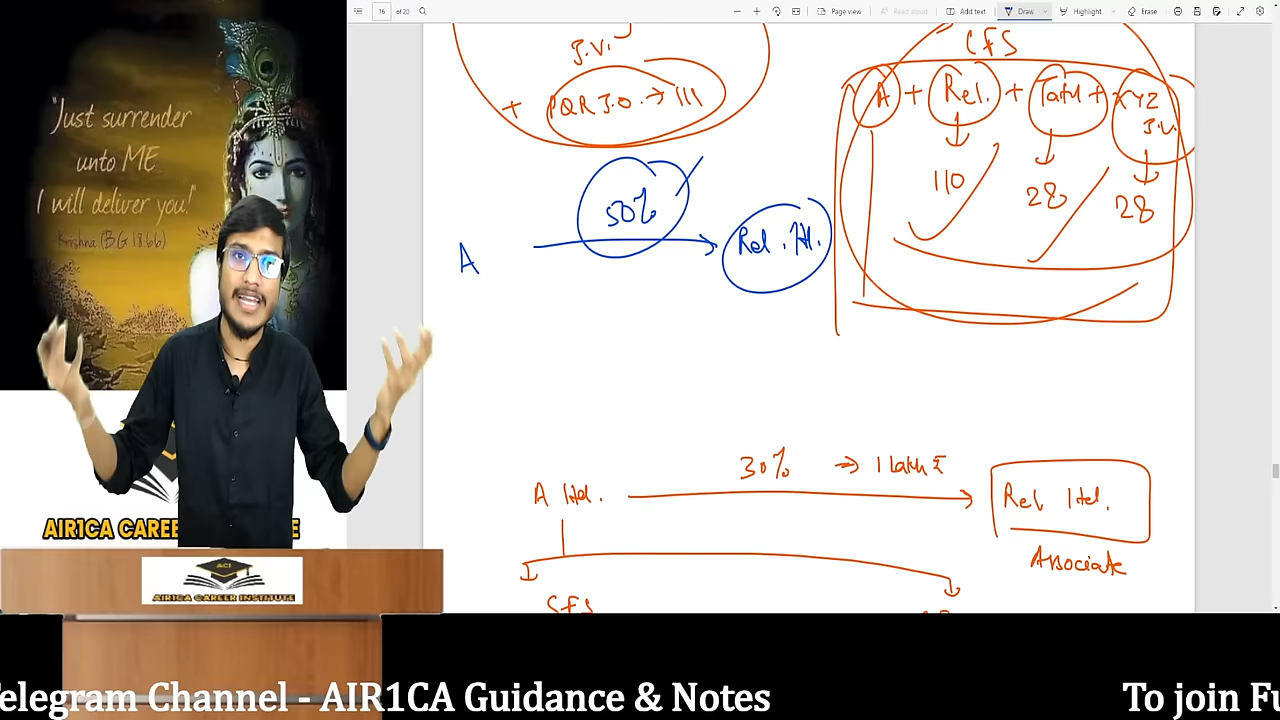 16 of 20
Page view
Read aloud
Add text
Draw
Highlight
Erase
"Just surrender
unto ME
I will deliver you!"
- Krishna (BG 18:66)
J.V.
+ PQR J.O. → 111
CFS
A + Rel. + Tata + XYZ
J.V.
110
28
28
50%
A
Rel. ltd.
30% → 1 Lakh ₹
A ltd.
Rel ltd.
Associate
SFS
AIR1CA CAREE
E
ACI
AIR1CA CAREER INSTITUTE
elegram Channel - AIR1CA Guidance & Notes
To join Fu